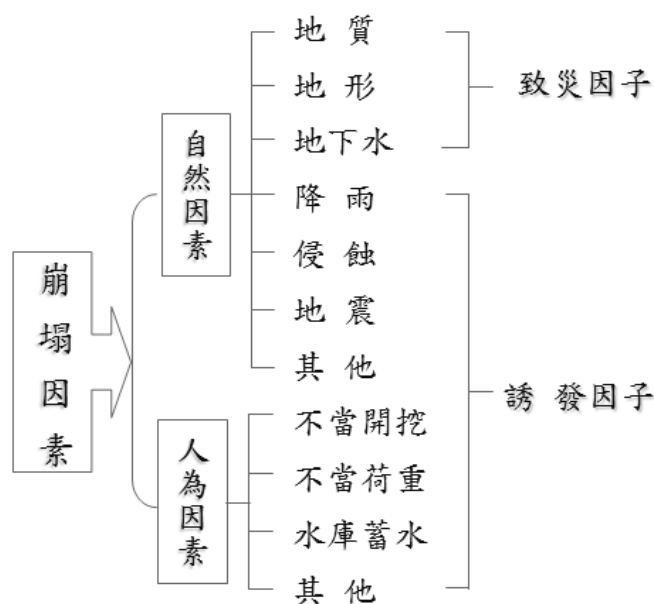 崩塌因素
自然因素
地質
地形
地下水
降雨
侵蝕
地震
其他
人為因素
不當開挖
不當荷重
水庫蓄水
其他
致災因子
誘發因子